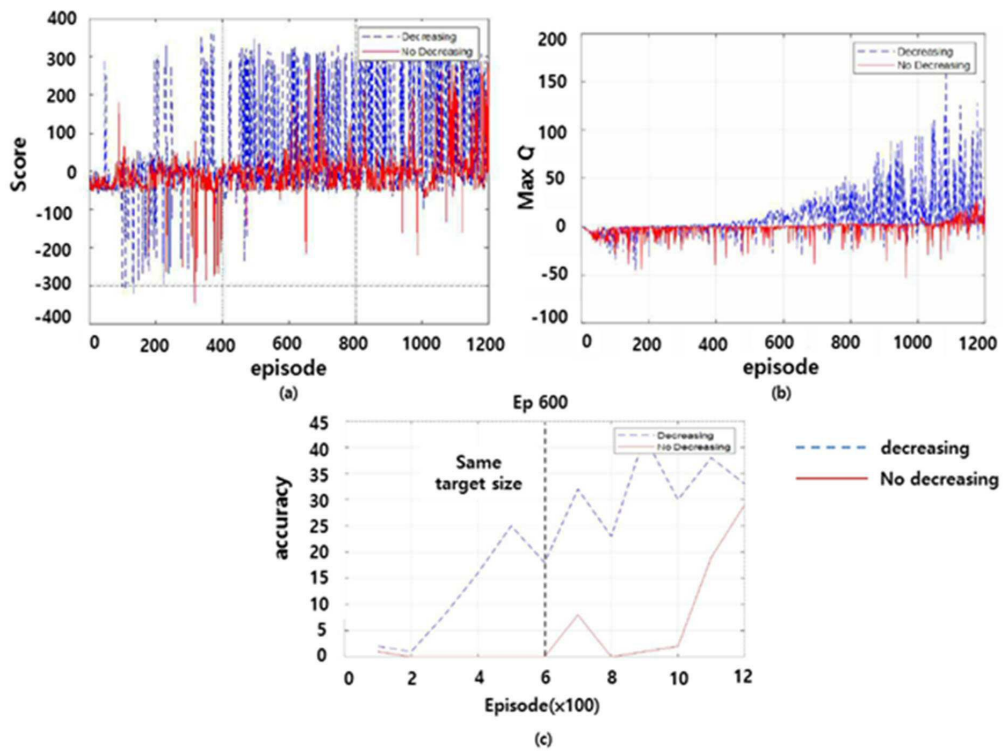 400
300
200
100
0
-100
-200
-300
-400
Score
Decreasing
No Decreasing
0 200 400 600 800 1000 1200
episode
(a)
200
150
100
50
0
-50
-100
Max Q
Decreasing
No Decreasing
0 200 400 600 800 1000 1200
episode
(b)
Ep 600
45
40
35
30
25
20
15
10
5
0
accuracy
Same
target size
Decreasing
No Decreasing
0 2 4 6 8 10 12
Episode(x100)
(c)
decreasing
No decreasing